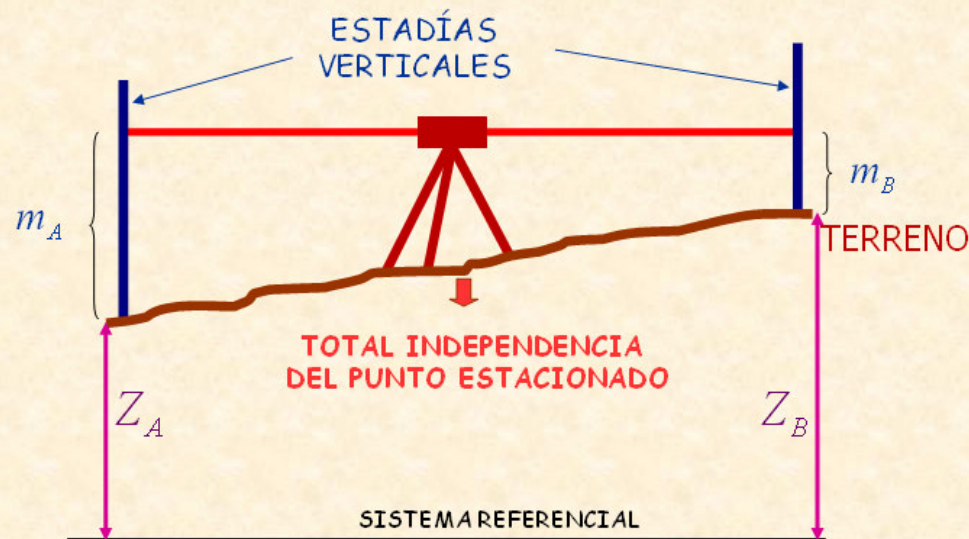 ESTADÍAS
VERTICALES
m_A
m_B
TERRENO
TOTAL INDEPENDENCIA
DEL PUNTO ESTACIONADO
Z_A
Z_B
SISTEMA REFERENCIAL